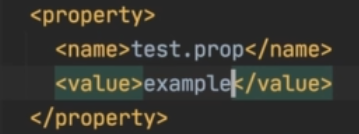 <property>
<name>test.prop</name>
<value>example</value>
</property>